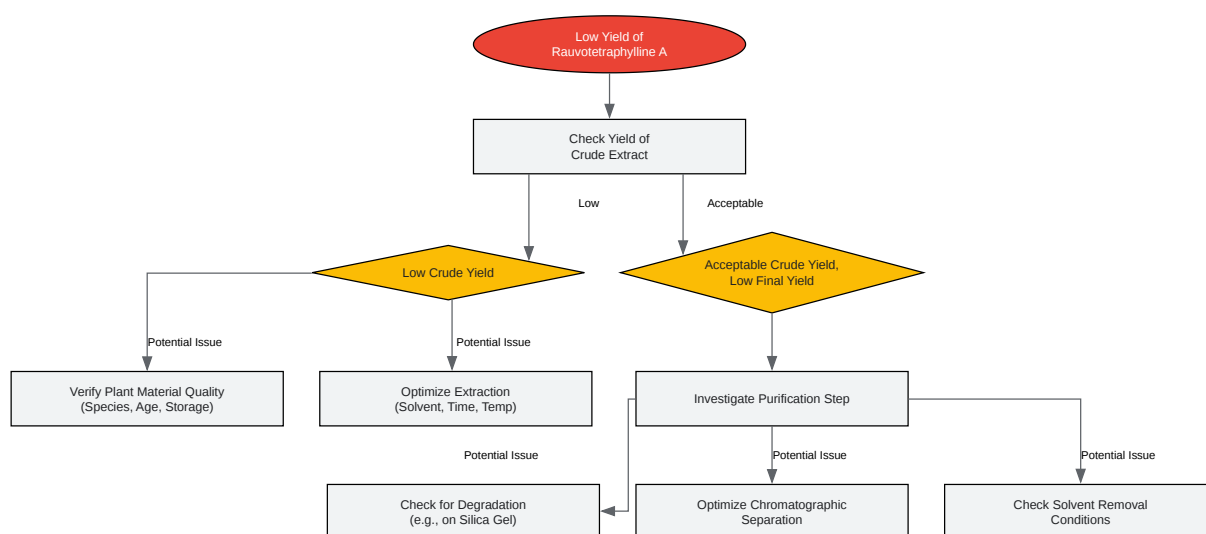 Low Yield of
Rauvotetraphylline A
Check Yield of
Crude Extract
Low
Acceptable
Low Crude Yield
Acceptable Crude Yield,
Low Final Yield
Potential Issue
Potential Issue
Verify Plant Material Quality
(Species, Age, Storage)
Optimize Extraction
(Solvent, Time, Temp)
Investigate Purification Step
Potential Issue
Potential Issue
Potential Issue
Check for Degradation
(e.g., on Silica Gel)
Optimize Chromatographic
Separation
Check Solvent Removal
Conditions